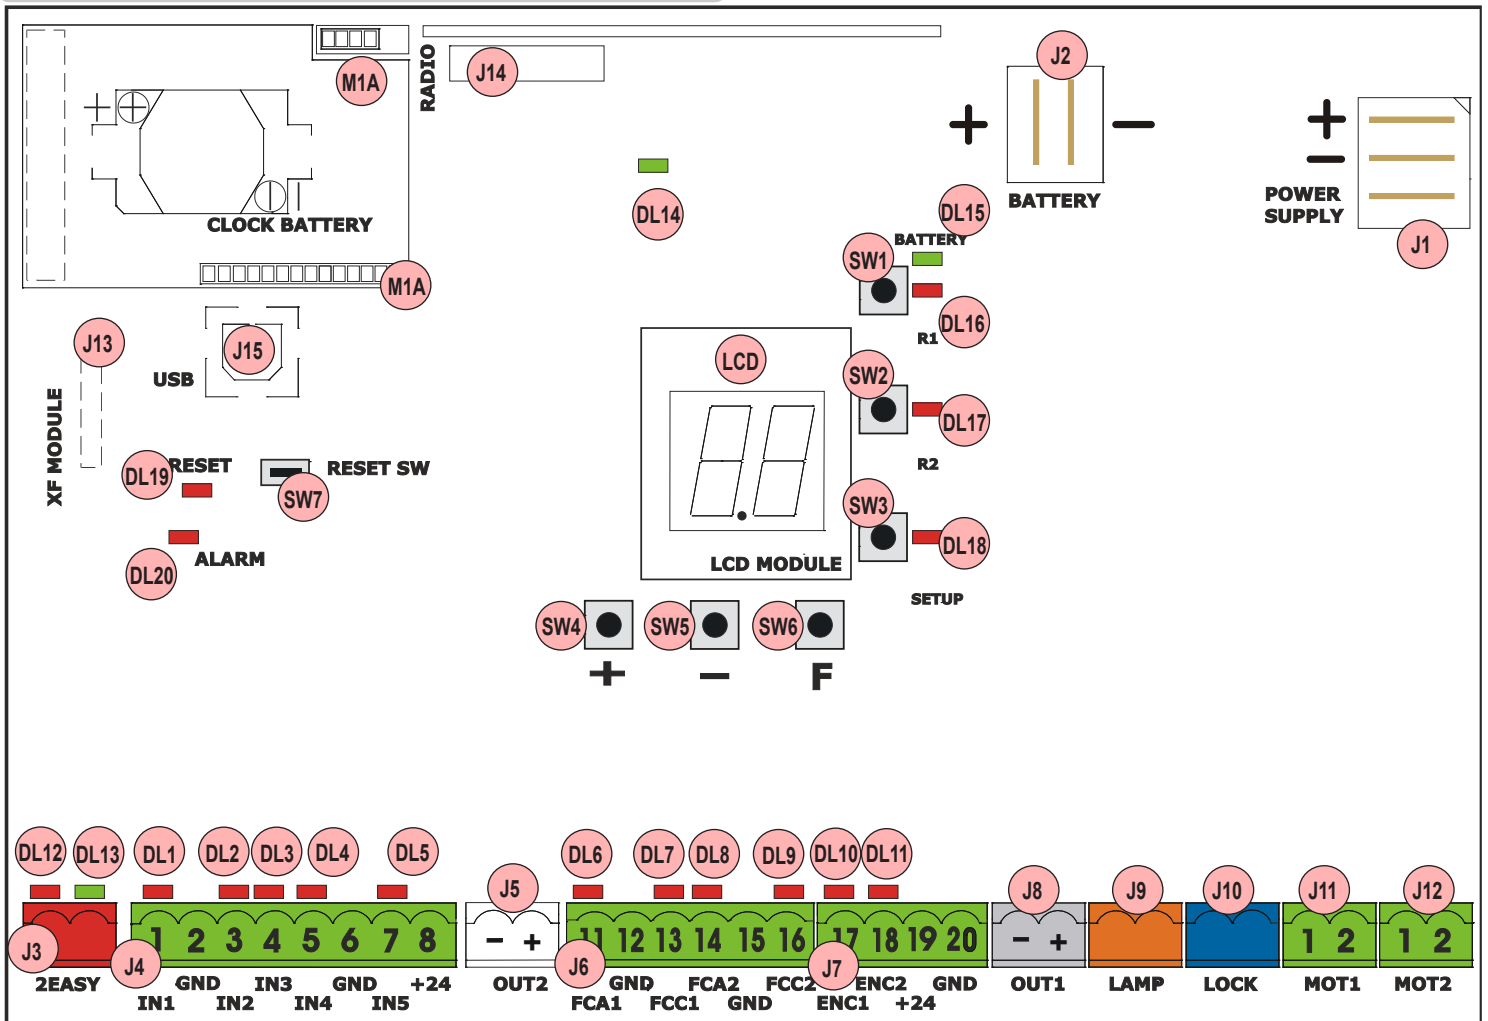 M1A
RADIO
J14
J2
+
-
BATTERY
+
-
POWER
SUPPLY
J1
+
+
-
CLOCK BATTERY
M1A
DL14
DL15
BATTERY
SW1
DL16
R1
J13
XF MODULE
J15
USB
LCD
SW2
DL17
R2
DL19
RESET
RESET SW
SW7
SW3
DL18
ALARM
DL20
LCD MODULE
SETUP
SW4
SW5
SW6
+
-
F
DL12
DL13
DL1
DL2
DL3
DL4
DL5
DL6
DL7
DL8
DL9
DL10
DL11
J5
J8
J9
J10
J11
J12
J3
J4
J6
J7
1 2 3 4 5 6 7 8
- +
11 12 13 14 15 16
17 18 19 20
- +
1 2
1 2
2EASY
IN1
GND
IN2
IN3
IN4
GND
IN5
+24
OUT2
FCA1
GND
FCC1
FCA2
GND
FCC2
ENC1
ENC2
+24
GND
OUT1
LAMP
LOCK
MOT1
MOT2